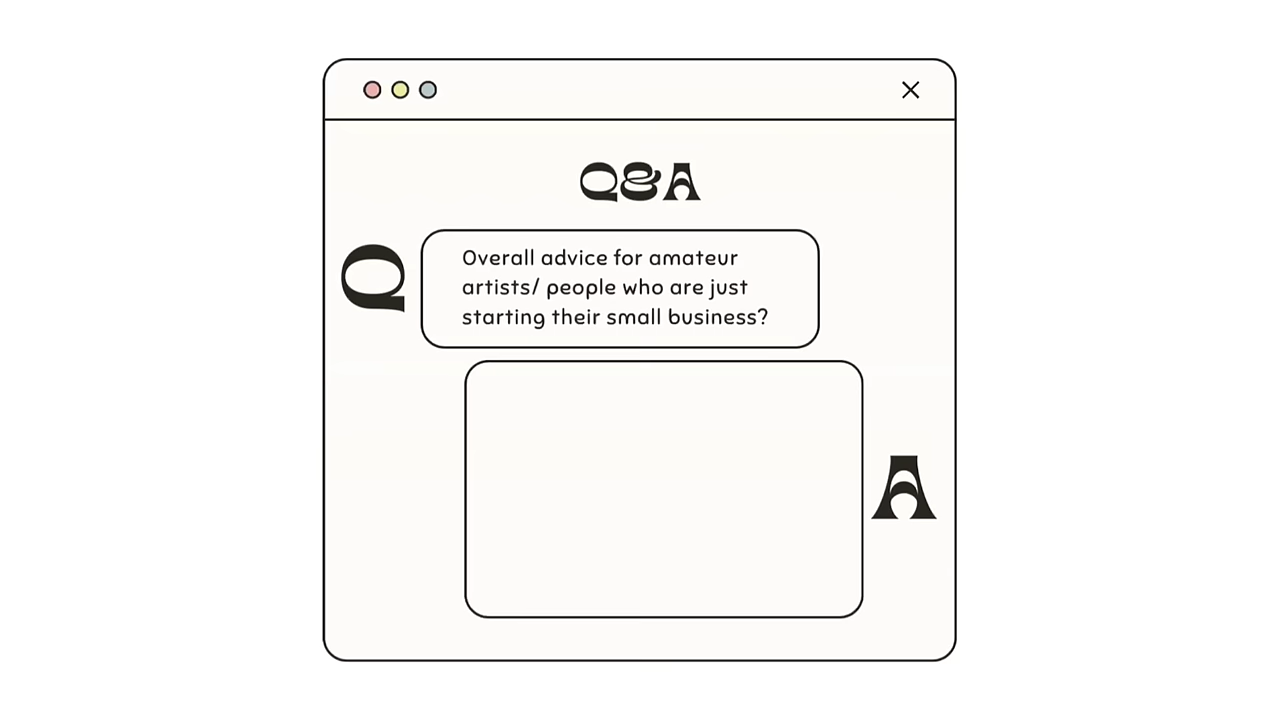 Q&A
Q
Overall advice for amateur
artists/ people who are just
starting their small business?
A